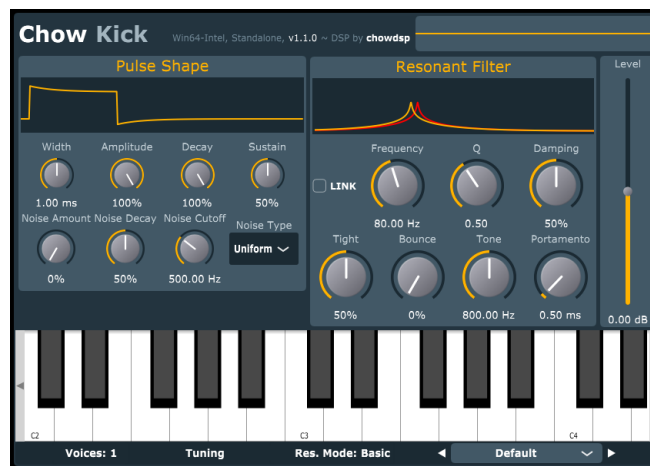 Chow Kick
Win64-Intel, Standalone, v1.1.0 ~ DSP by chowdsp
Pulse Shape
Width Amplitude Decay Sustain
1.00 ms 100% 100% 50%
Noise Amount Noise Decay Noise Cutoff Noise Type
Uniform
0% 50% 500.00 Hz
Resonant Filter
Frequency Q Damping
LINK
80.00 Hz 0.50 50%
Tight Bounce Tone Portamento
50% 0% 800.00 Hz 0.50 ms
Level
0.00 dB
C2 C3 C4
Voices: 1 Tuning Res. Mode: Basic Default